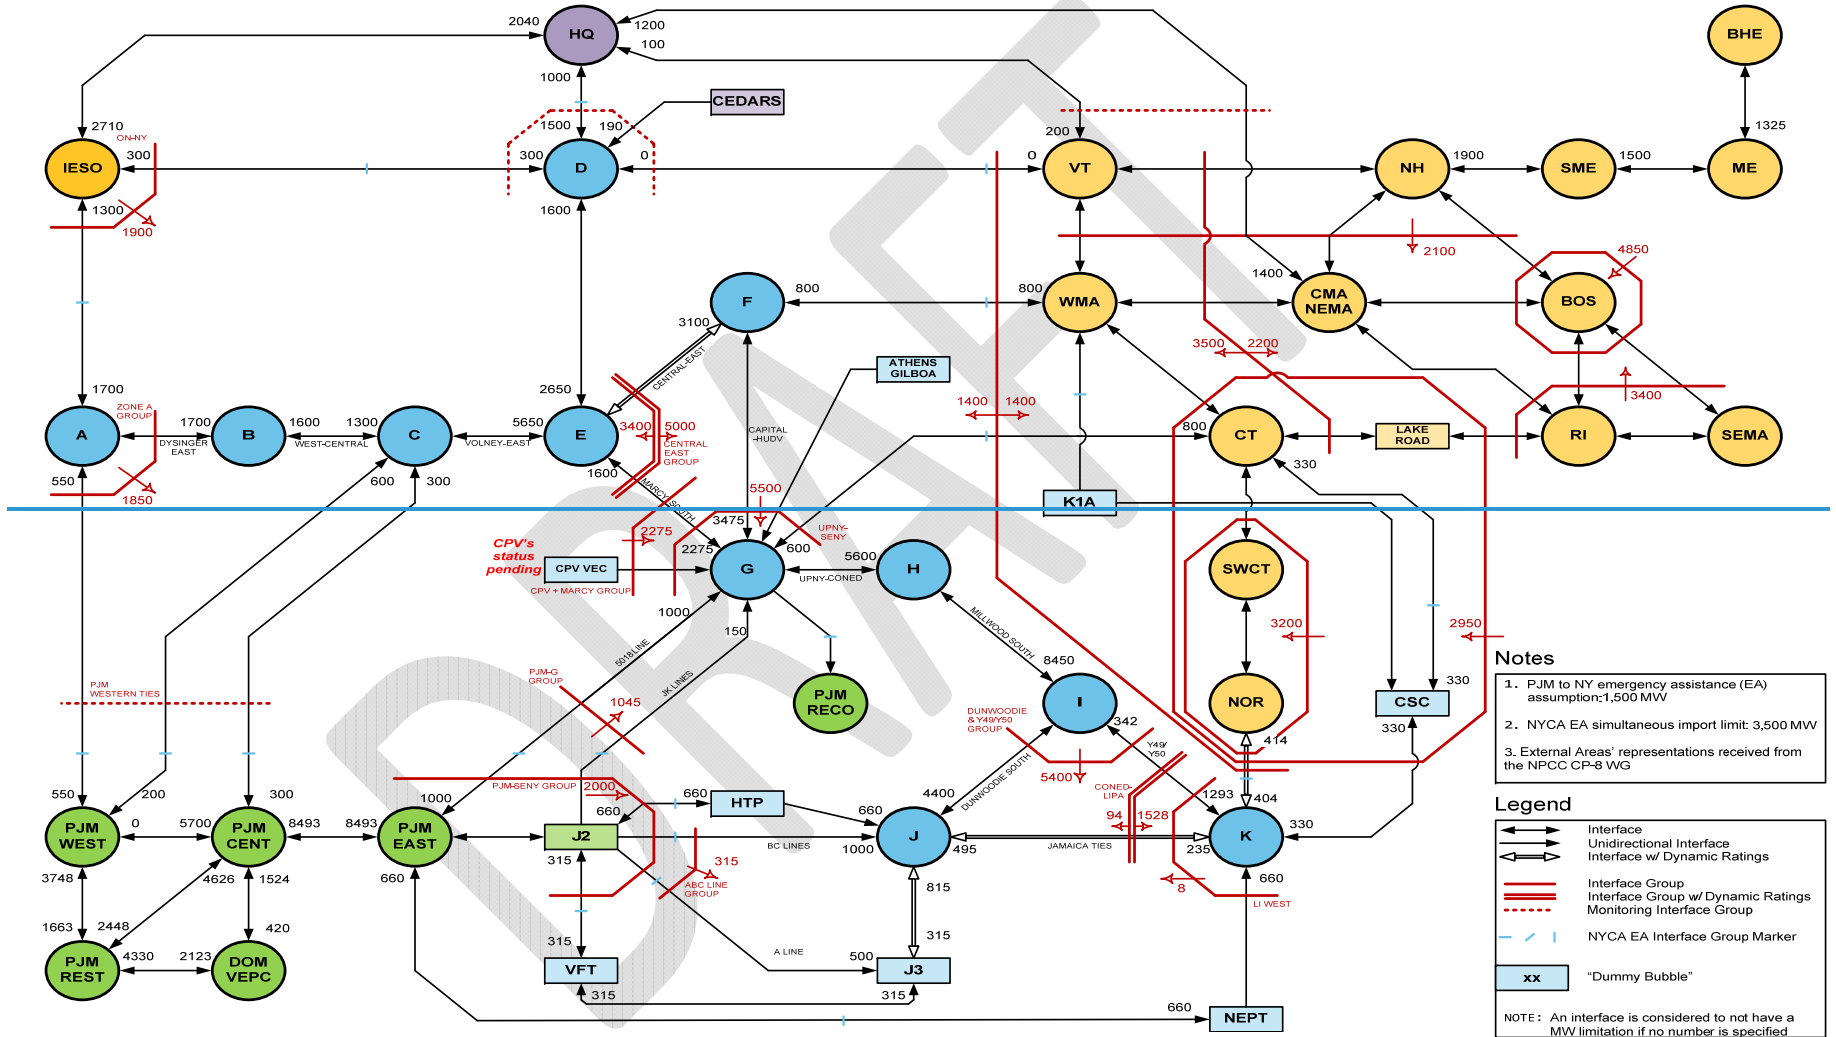 2040
HQ
1200
100
BHE
1000
CEDARS
2710
ON-NY
1500
190
200
1325
IESO
300
300
D
0
0
VT
NH
1900
SME
1500
ME
1300
1900
1600
2100
4850
1400
F
800
800
WMA
CMA
NEMA
BOS
3100
CENTRAL-EAST
ATHENS
GILBOA
3500
2200
1700
2650
3400
ZONE A
GROUP
1700
1600
1300
5650
3400
5000
CAPITAL
-HUDV
1400
1400
800
A
B
C
E
CT
LAKE
ROAD
RI
SEMA
DYSINGER
EAST
WEST-CENTRAL
VOLNEY-EAST
CENTRAL
EAST
GROUP
550
1850
600
300
1600
330
MARCY SOUTH
5500
K1A
3475
UPNY-
SENY
2275
CPV'S
status
pending
2275
600
5600
CPV VEC
G
H
SWCT
UPNY-CONED
CPV + MARCY GROUP
1000
150
MILLWOOD SOUTH
3200
2950
5018 LINE
JK LINES
8450
PJM-G
GROUP
PJM
WESTERN TIES
1045
PJM
RECO
DUNWOODIE
& Y49/Y50
GROUP
I
342
NOR
CSC
330
330
414
Y49/
Y50
DUNWOODIE SOUTH
5400
CONED-
LIPA
PJM-SENY GROUP
2000
550
200
300
1000
660
660
HTP
660
4400
1293
404
PJM
WEST
0
5700
PJM
CENT
8493
8493
PJM
EAST
J2
J
94
1528
K
330
BC LINES
1000
495
JAMAICA TIES
235
3748
4626
1524
660
315
315
ABC LINE
GROUP
815
8
660
LI WEST
1663
2448
420
315
315
A LINE
PJM
REST
4330
2123
DOM
VEPC
VFT
500
J3
315
315
660
NEPT
DRAFT
Notes
1. PJM to NY emergency assistance (EA)
assumption:1,500 MW
2. NYCA EA simultaneous import limit: 3,500 MW
3. External Areas' representations received from
the NPCC CP-8 WG
Legend
Interface
Unidirectional Interface
Interface w/ Dynamic Ratings
Interface Group
Interface Group w/ Dynamic Ratings
Monitoring Interface Group
NYCA EA Interface Group Marker
xx
"Dummy Bubble"
NOTE: An interface is considered to not have a
MW limitation if no number is specified